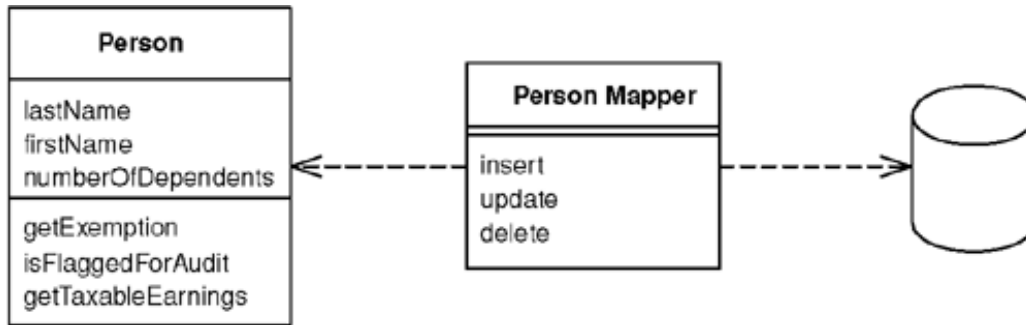 Person
lastName
firstName
numberOfDependents
getExemption
isFlaggedForAudit
getTaxableEarnings
Person Mapper
insert
update
delete